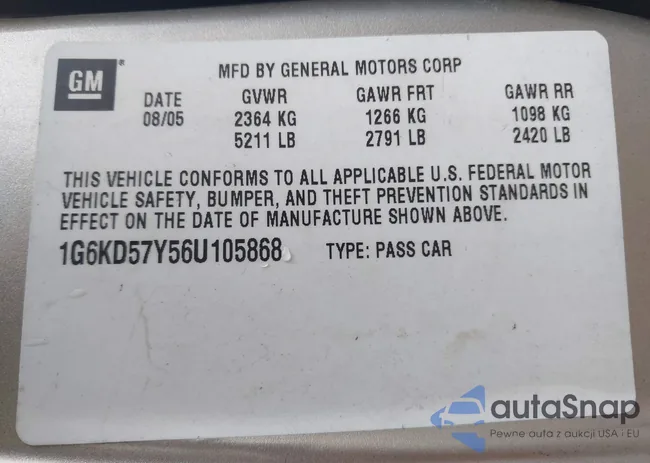 GM
MFD BY GENERAL MOTORS CORP
DATE GVWR GAWR FRT GAWR RR
08/05 2364 KG 1266 KG 1098 KG
5211 LB 2791 LB 2420 LB
THIS VEHICLE CONFORMS TO ALL APPLICABLE U.S. FEDERAL MOTOR
VEHICLE SAFETY, BUMPER, AND THEFT PREVENTION STANDARDS IN
EFFECT ON THE DATE OF MANUFACTURE SHOWN ABOVE.
1G6KD57Y56U105868 TYPE: PASS CAR
autaSnap
Pewne auta z aukcji USA i EU